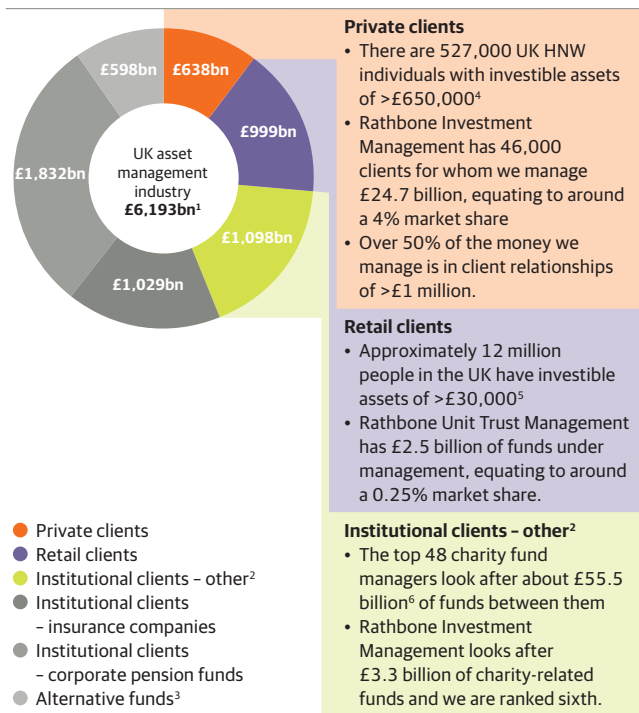 £598bn
£638bn
£999bn
£1,832bn
UK asset
management
industry
£6,193bn¹
£1,098bn
£1,029bn
Private clients
• There are 527,000 UK HNW
individuals with investible assets
of >£650,000⁴
• Rathbone Investment
Management has 46,000
clients for whom we manage
£24.7 billion, equating to around
a 4% market share
• Over 50% of the money we
manage is in client relationships
of >£1 million.
Retail clients
• Approximately 12 million
people in the UK have investible
assets of >£30,000⁵
• Rathbone Unit Trust Management
has £2.5 billion of funds under
management, equating to around
a 0.25% market share.
Institutional clients – other²
• The top 48 charity fund
managers look after about £55.5
billion⁶ of funds between them
• Rathbone Investment
Management looks after
£3.3 billion of charity-related
funds and we are ranked sixth.
Private clients
Retail clients
Institutional clients – other²
Institutional clients
– insurance companies
Institutional clients
– corporate pension funds
Alternative funds³